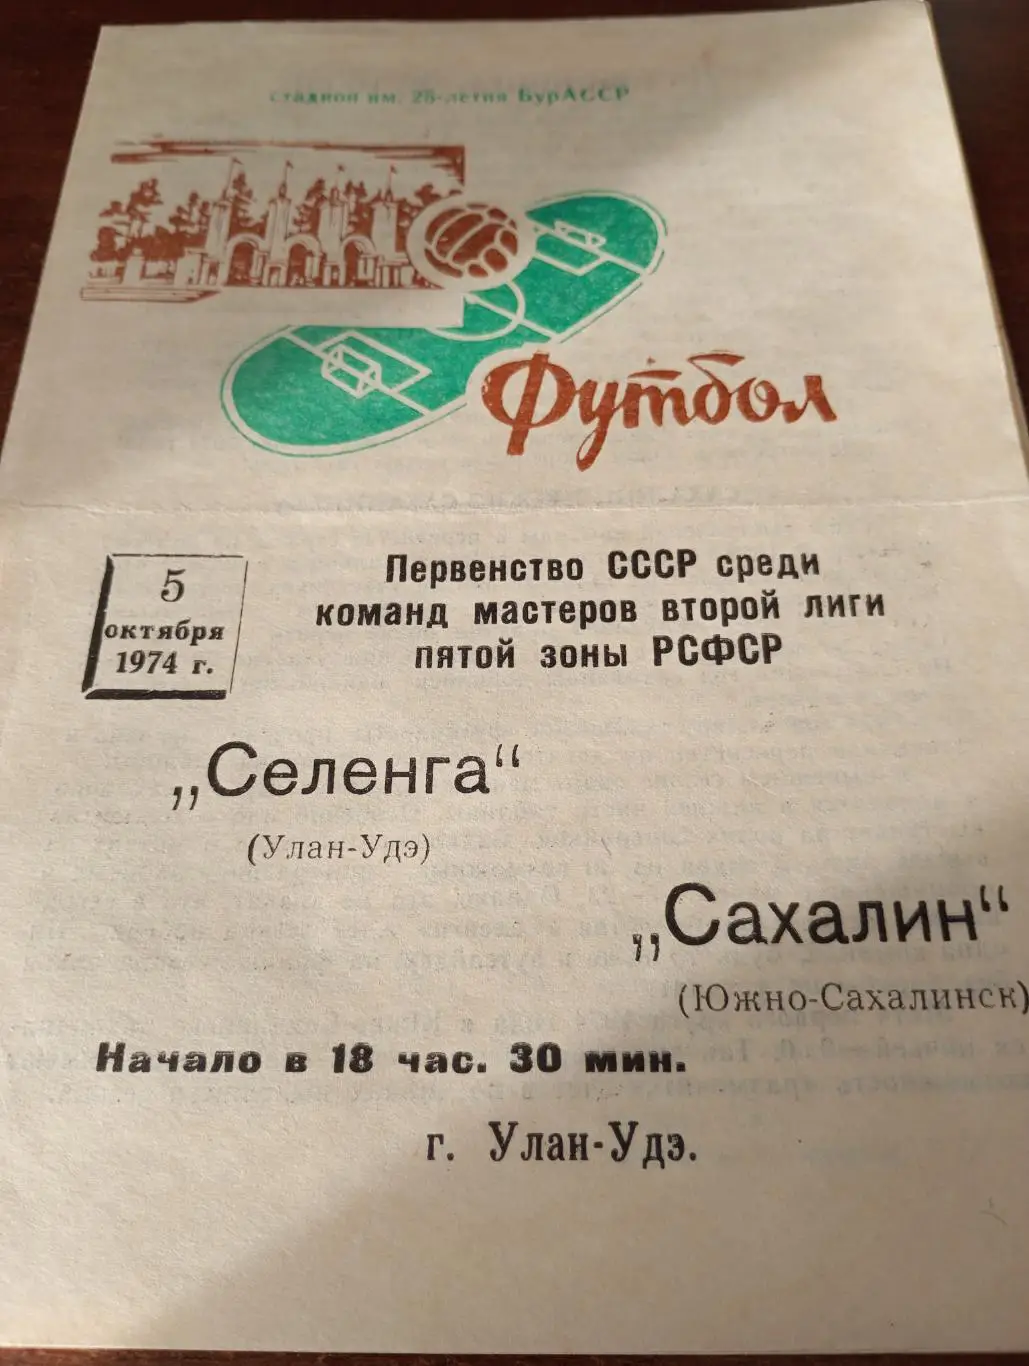 стадион им. 25-летия БурАССР
Футбол
5
октября
1974 г.
Первенство СССР среди
команд мастеров второй лиги
пятой зоны РСФСР
„Селенга“
(Улан-Удэ)
„Сахалин“
(Южно-Сахалинск)
Начало в 18 час. 30 мин.
г. Улан-Удэ.